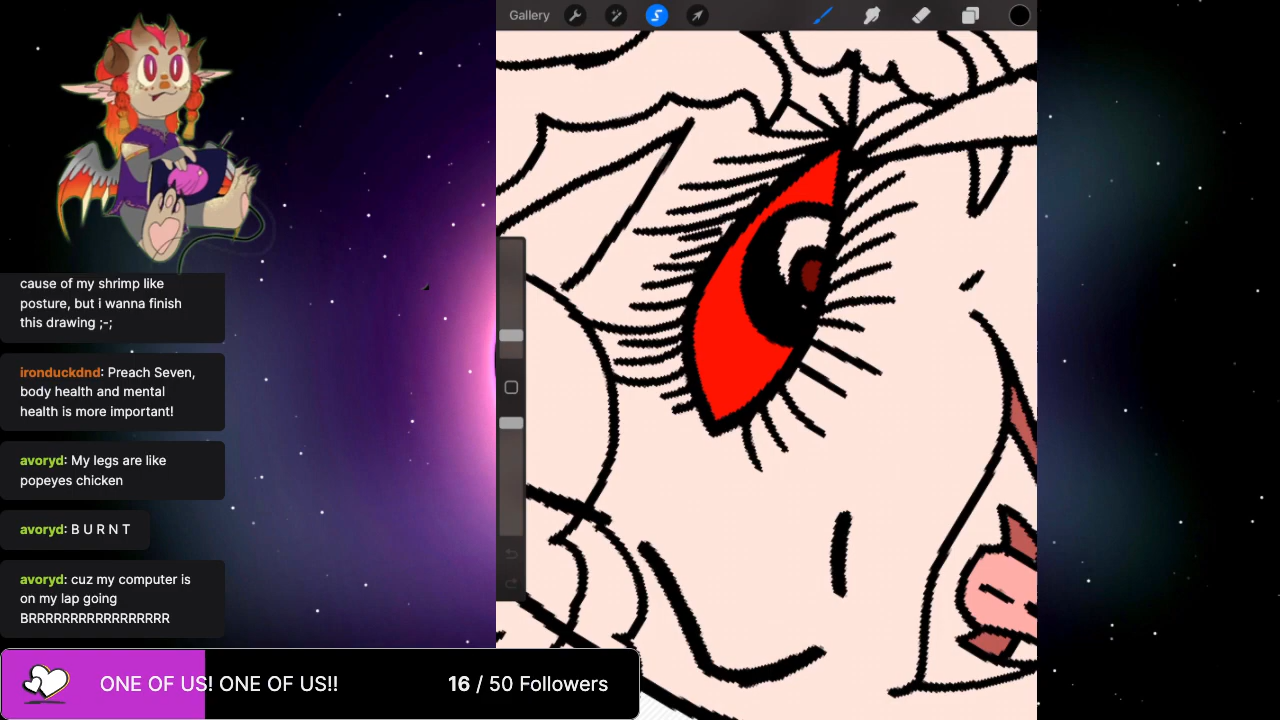 Gallery
cause of my shrimp like
posture, but i wanna finish
this drawing ;-;
ironduckdnd: Preach Seven,
body health and mental
health is more important!
avoryd: My legs are like
popeyes chicken
avoryd: B U R N T
avoryd: cuz my computer is
on my lap going
BRRRRRRRRRRRRRRRRR
ONE OF US! ONE OF US!!
16 / 50 Followers